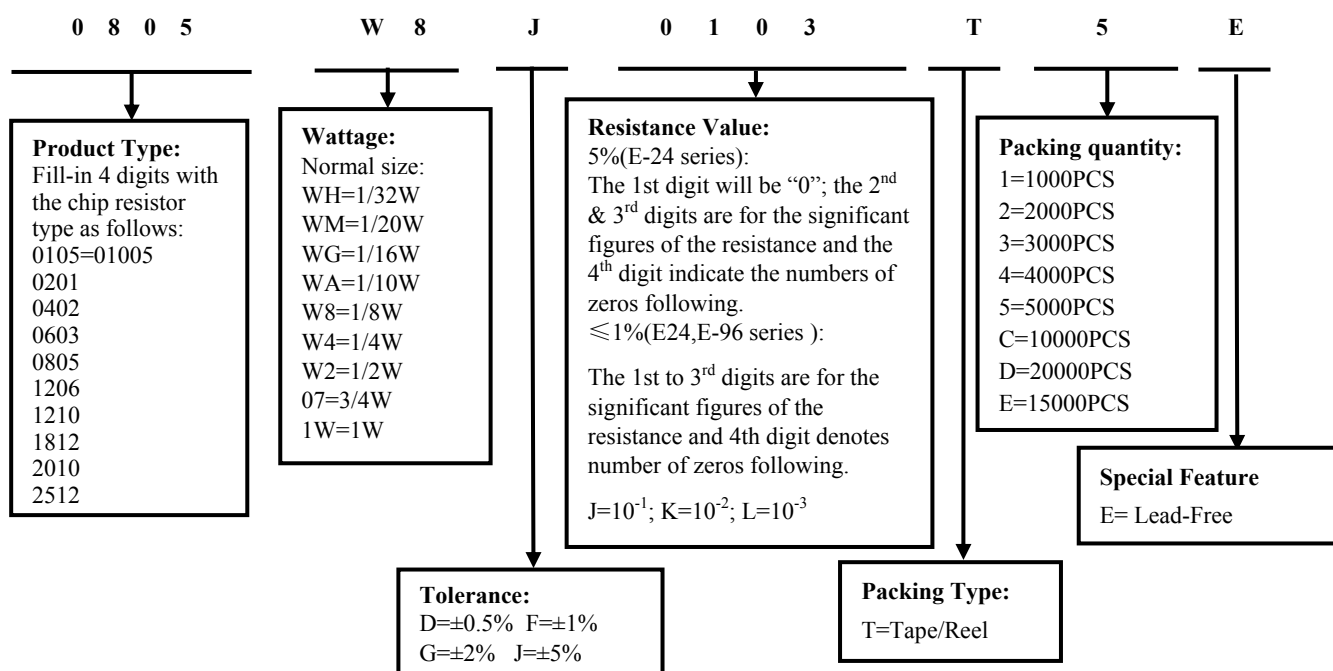 0 8 0 5 W 8 J 0 1 0 3 T 5 E
Product Type:
Fill-in 4 digits with
the chip resistor
type as follows:
0105=01005
0201
0402
0603
0805
1206
1210
1812
2010
2512
Wattage:
Normal size:
WH=1/32W
WM=1/20W
WG=1/16W
WA=1/10W
W8=1/8W
W4=1/4W
W2=1/2W
07=3/4W
1W=1W
Resistance Value:
5%(E-24 series):
The 1st digit will be “0”; the 2nd
& 3rd digits are for the significant
figures of the resistance and the
4th digit indicate the numbers of
zeros following.
≤1%(E24,E-96 series ):
The 1st to 3rd digits are for the
significant figures of the
resistance and 4th digit denotes
number of zeros following.
J=10-1; K=10-2; L=10-3
Packing quantity:
1=1000PCS
2=2000PCS
3=3000PCS
4=4000PCS
5=5000PCS
C=10000PCS
D=20000PCS
E=15000PCS
Special Feature
E= Lead-Free
Tolerance:
D=±0.5% F=±1%
G=±2% J=±5%
Packing Type:
T=Tape/Reel